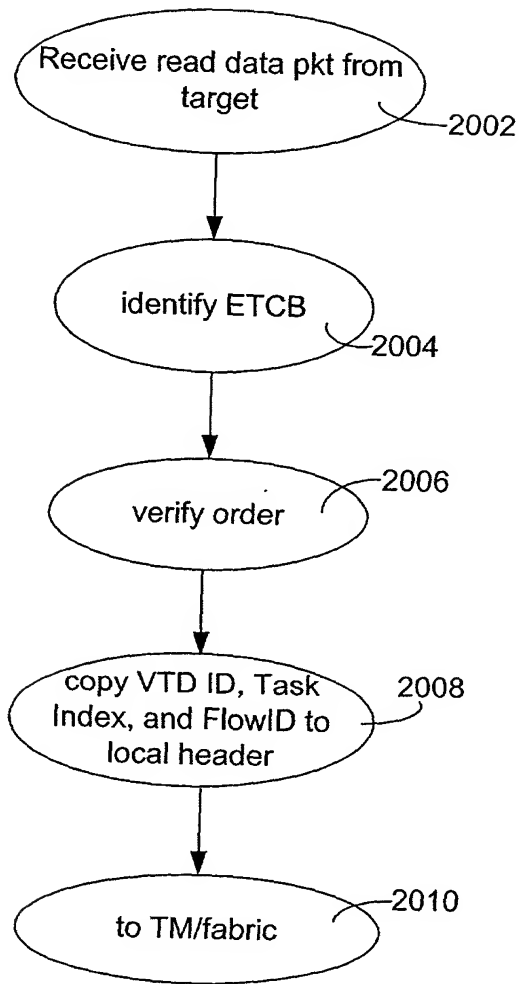 Receive read data pkt from
target
2002
identify ETCB
2004
2006
verify order
copy VTD ID, Task
Index, and FlowID to
local header
2008
to TM/fabric
2010